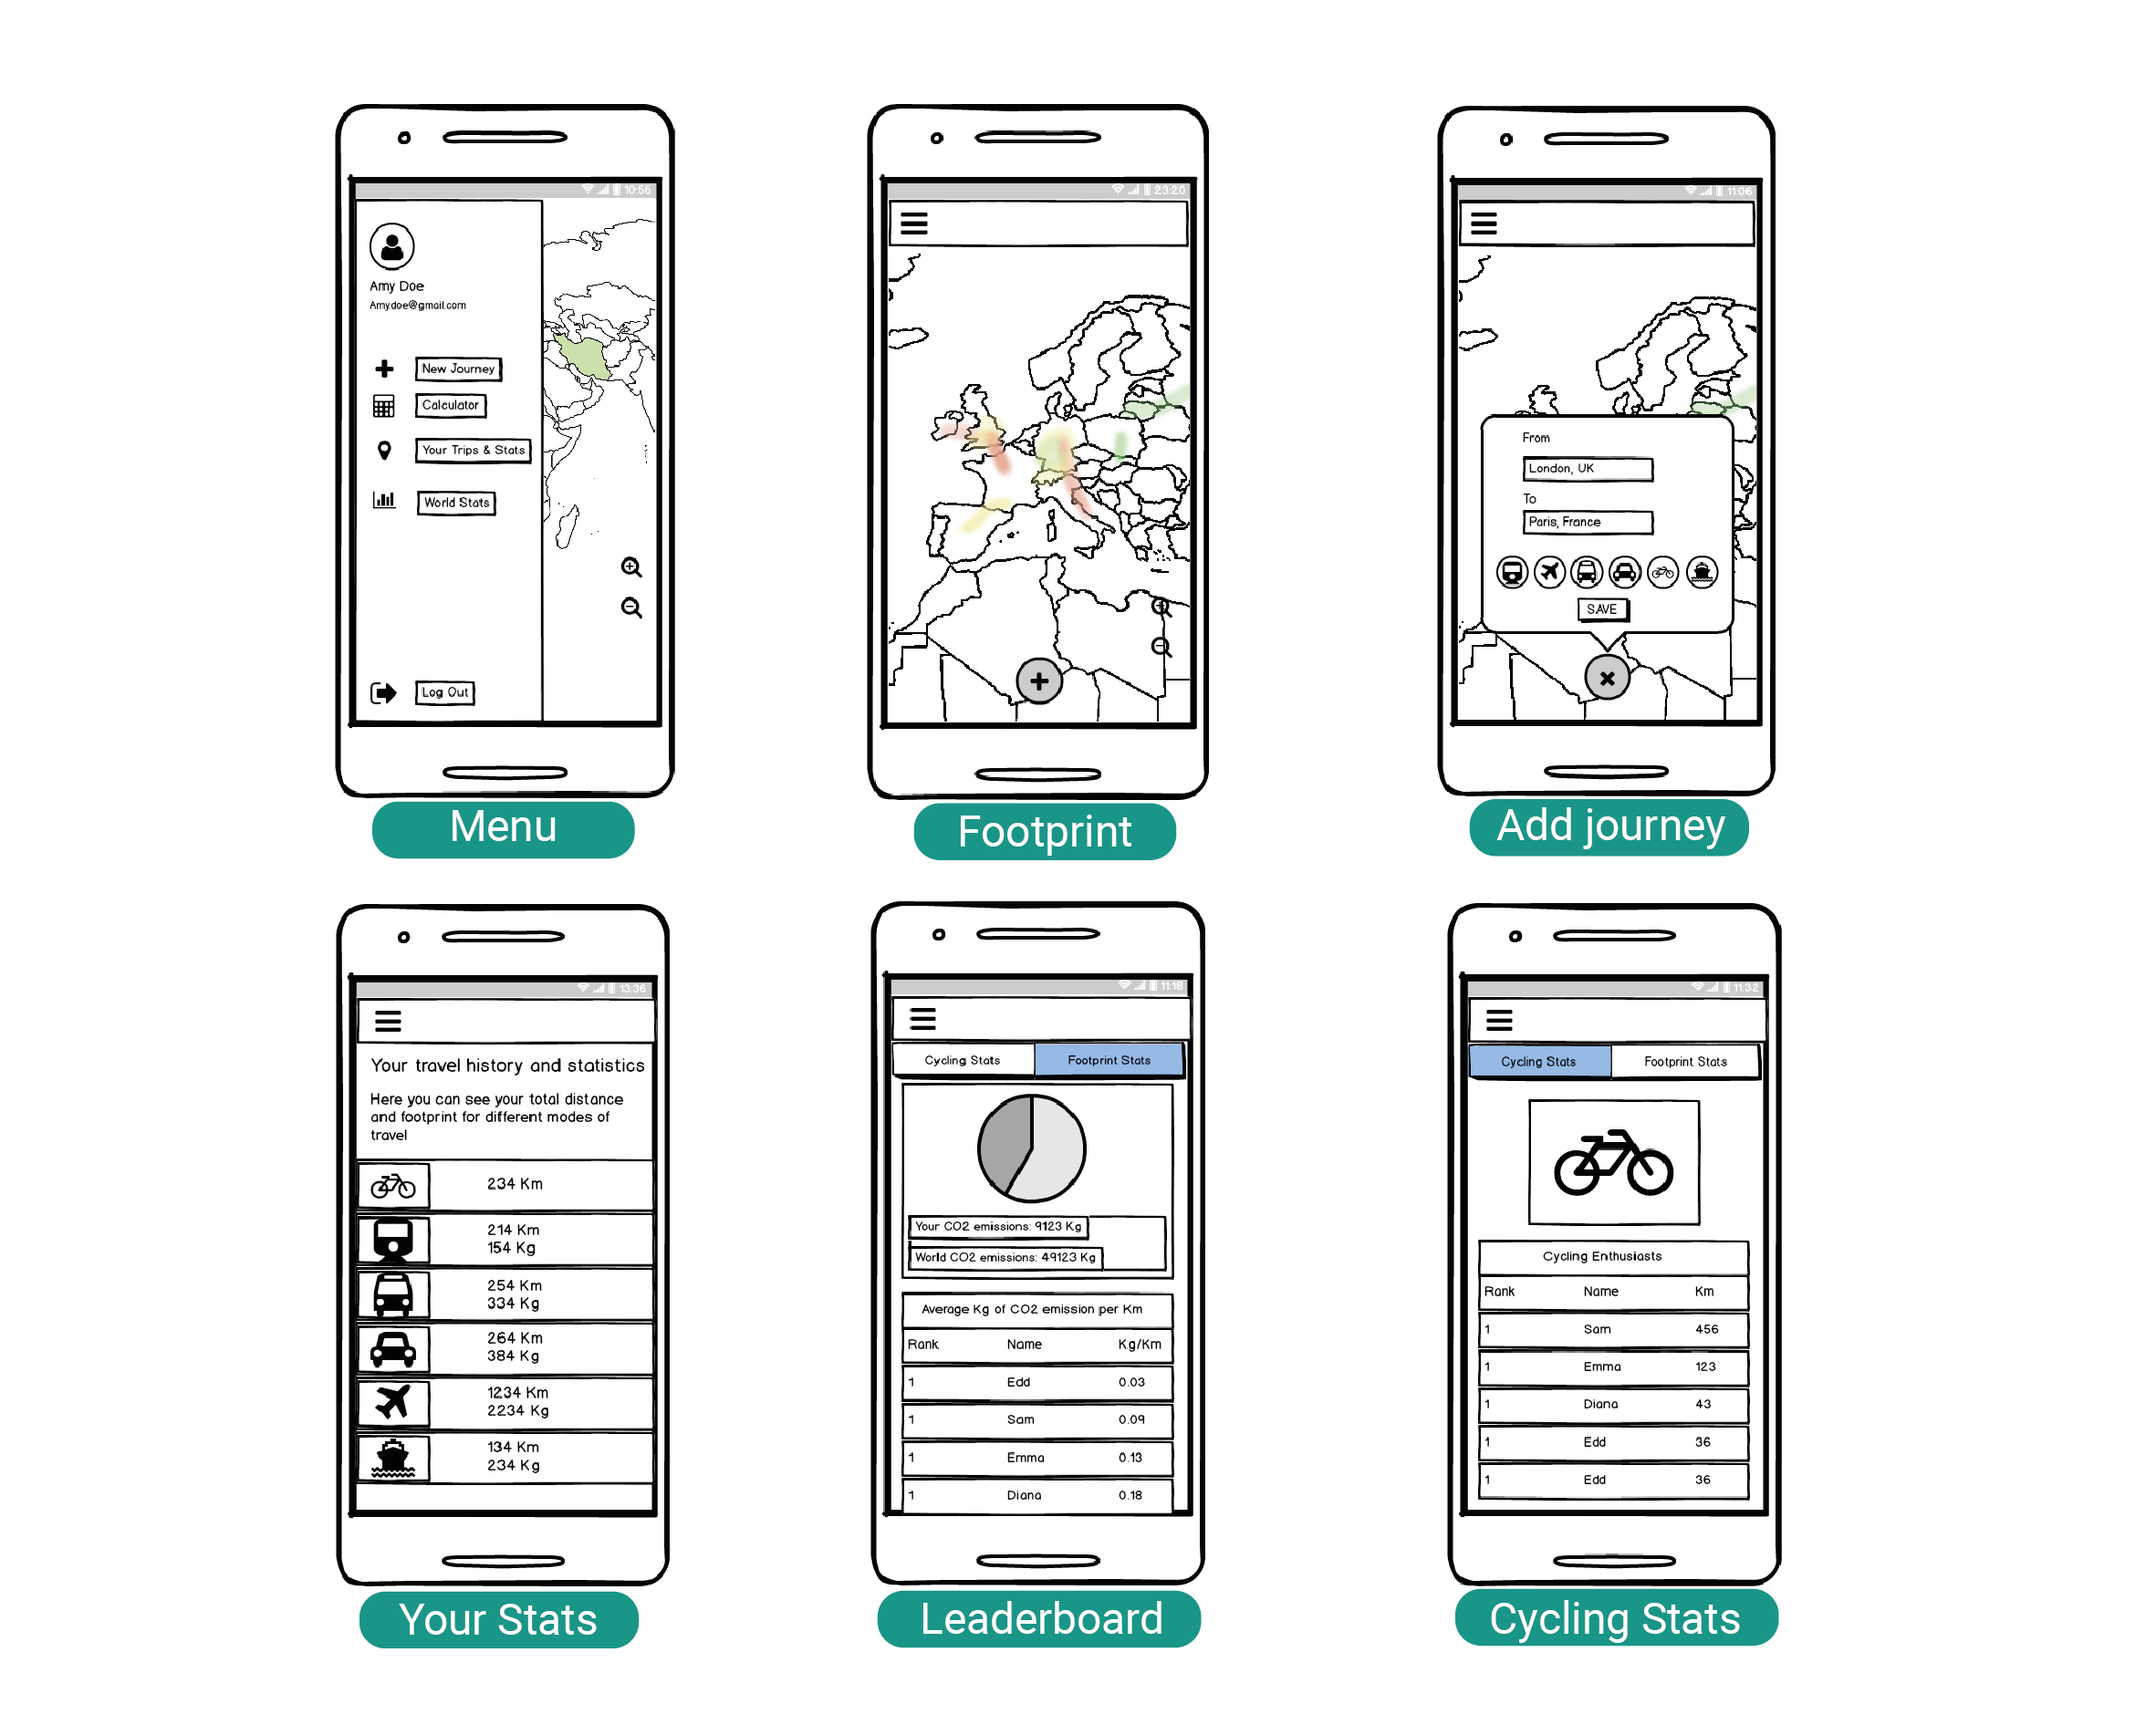 10:56
Amy Doe
Amy.doe@gmail.com
New Journey
Calculator
Your Trips & Stats
World Stats
Log Out
Menu
23:20
Footprint
11:06
From
London, UK
To
Paris, France
SAVE
Add journey
13:36
Your travel history and statistics
Here you can see your total distance
and footprint for different modes of
travel
234 Km
214 Km
154 Kg
254 Km
334 Kg
264 Km
384 Kg
1234 Km
2234 Kg
134 Km
234 Kg
Your Stats
11:18
Cycling Stats Footprint Stats
Your CO2 emissions: 9123 Kg
World CO2 emissions: 49123 Kg
Average Kg of CO2 emission per Km
Rank Name Kg/Km
1 Edd 0.03
1 Sam 0.09
1 Emma 0.13
1 Diana 0.18
Leaderboard
11:32
Cycling Stats Footprint Stats
Cycling Enthusiasts
Rank Name Km
1 Sam 456
1 Emma 123
1 Diana 43
1 Edd 36
1 Edd 36
Cycling Stats